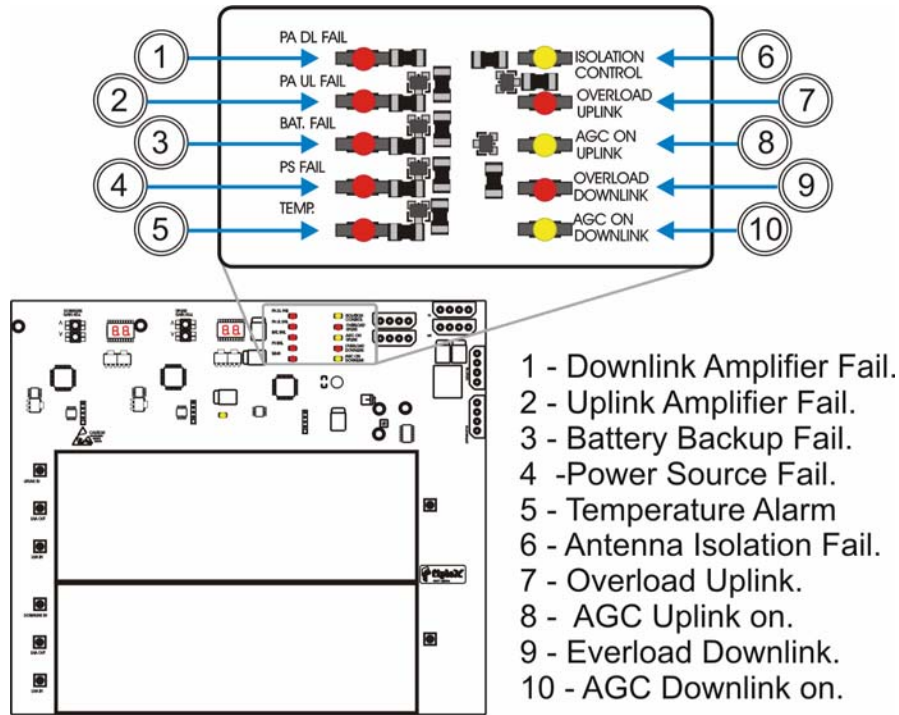 PA DL FAIL
1
PA UL FAIL
2
BAT. FAIL
3
PS FAIL
4
TEMP.
5
ISOLATION
CONTROL
6
OVERLOAD
UPLINK
7
AGC ON
UPLINK
8
OVERLOAD
DOWNLINK
9
AGC ON
DOWNLINK
10
1 - Downlink Amplifier Fail.
2 - Uplink Amplifier Fail.
3 - Battery Backup Fail.
4 -Power Source Fail.
5 - Temperature Alarm
6 - Antenna Isolation Fail.
7 - Overload Uplink.
8 - AGC Uplink on.
9 - Everload Downlink.
10 - AGC Downlink on.